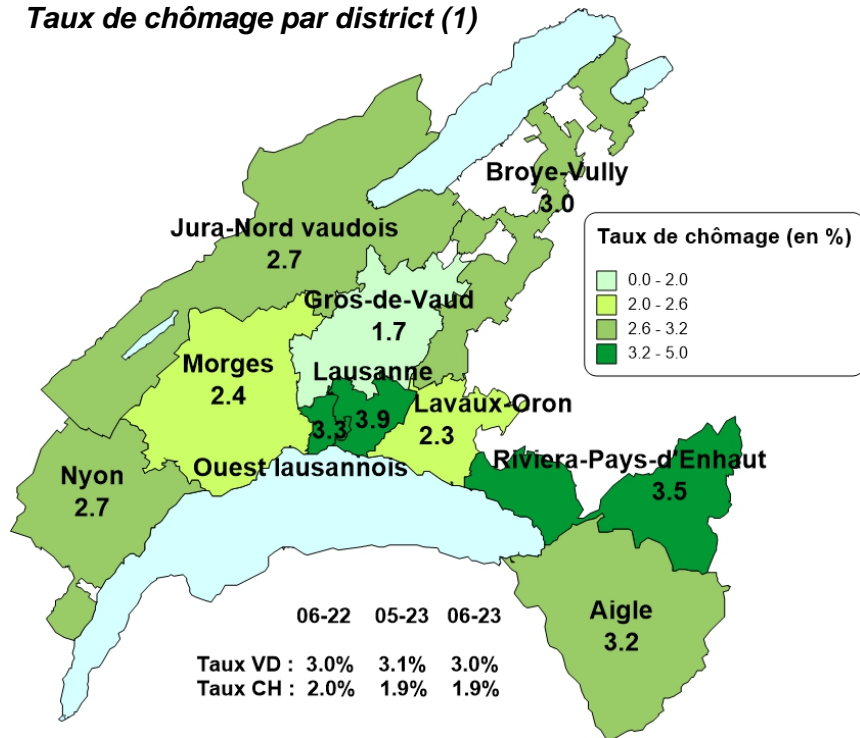 Taux de chômage par district (1)
Broye-Vully
3.0
Jura-Nord vaudois
2.7
Taux de chômage (en %)
0.0 - 2.0
2.0 - 2.6
2.6 - 3.2
3.2 - 5.0
Gros-de-Vaud
1.7
Morges
2.4
Lausanne
3.9
3.3
Lavaux-Oron
2.3
Ouest lausannois
Riviera-Pays-d'Enhaut
3.5
Nyon
2.7
Aigle
3.2
06-22 05-23 06-23
Taux VD : 3.0% 3.1% 3.0%
Taux CH : 2.0% 1.9% 1.9%